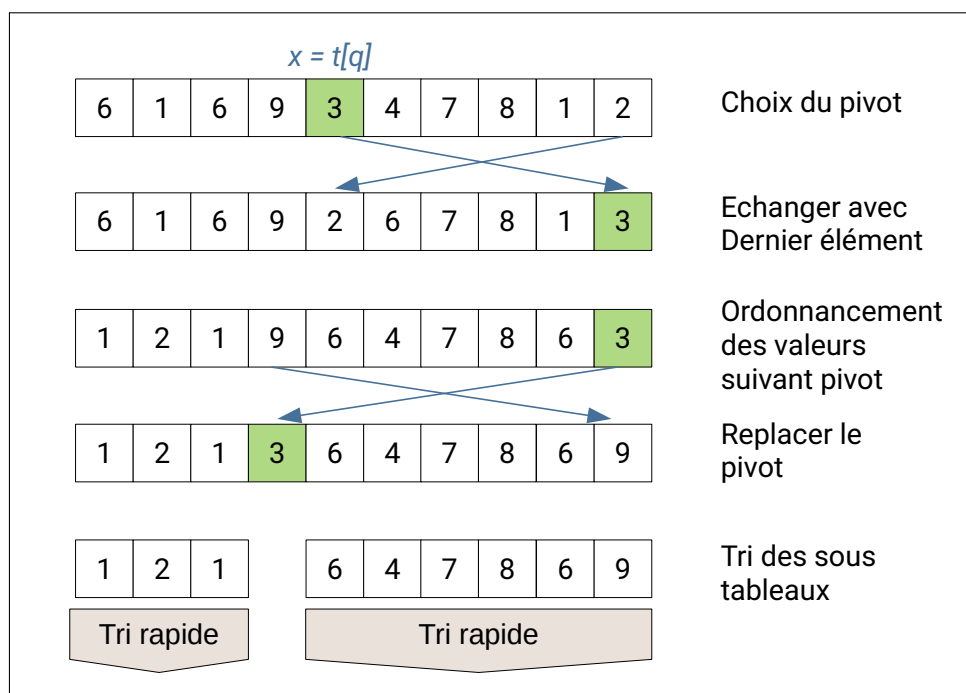 x = t[q]
6 1 6 9 3 4 7 8 1 2
Choix du pivot
6 1 6 9 2 6 7 8 1 3
Echanger avec
Dernier élément
1 2 1 9 6 4 7 8 6 3
Ordonnancement
des valeurs
suivant pivot
1 2 1 3 6 4 7 8 6 9
Replacer le
pivot
1 2 1 6 4 7 8 6 9
Tri des sous
tableaux
Tri rapide
Tri rapide